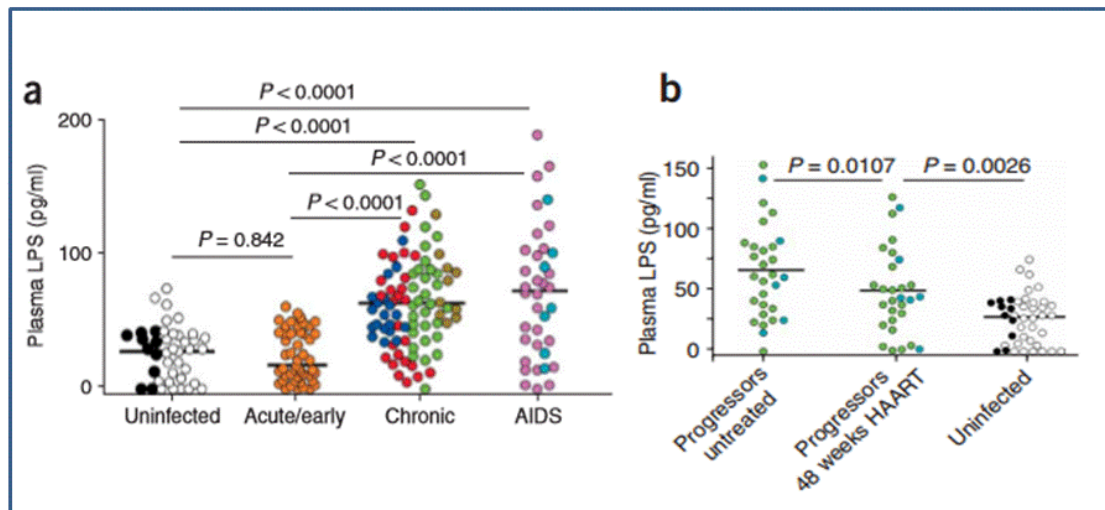 a
P < 0.0001
P < 0.0001
P < 0.0001
P < 0.0001
P = 0.842
200
100
0
Plasma LPS (pg/ml)
Uninfected
Acute/early
Chronic
AIDS
b
P = 0.0107
P = 0.0026
150
100
50
0
Plasma LPS (pg/ml)
Progressors
untreated
Progressors
48 weeks HAART
Uninfected